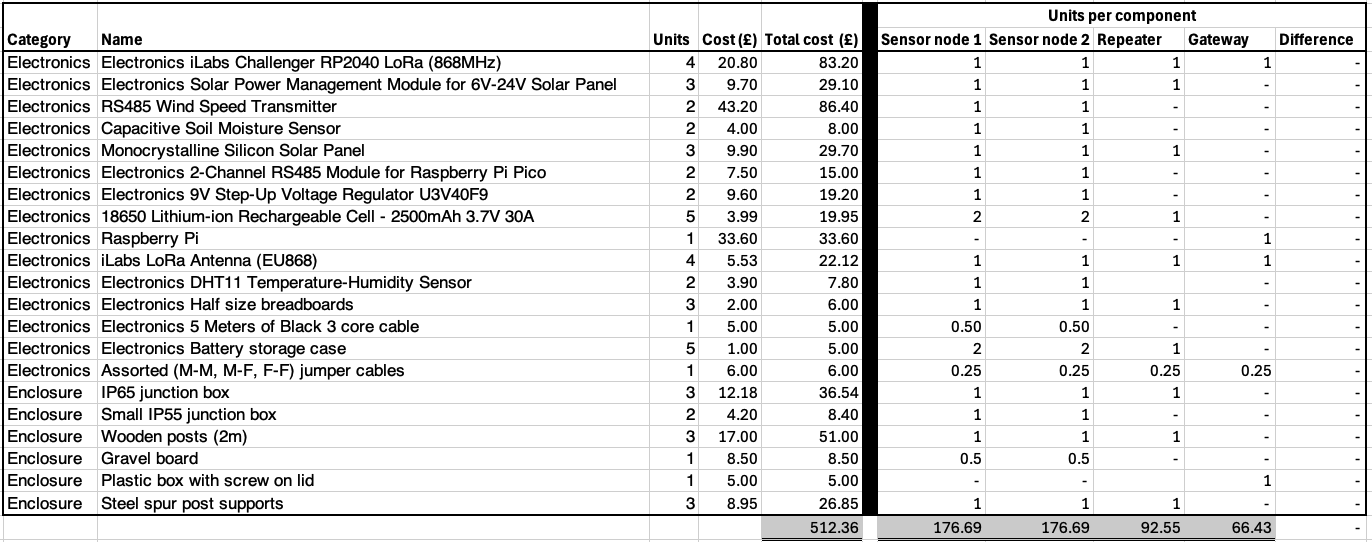 Units per component
Category Name Units Cost (£) Total cost (£) Sensor node 1 Sensor node 2 Repeater Gateway Difference
Electronics Electronics iLabs Challenger RP2040 LoRa (868MHz) 4 20.80 83.20 1 1 1 1 -
Electronics Electronics Solar Power Management Module for 6V-24V Solar Panel 3 9.70 29.10 1 1 1 - -
Electronics RS485 Wind Speed Transmitter 2 43.20 86.40 1 1 - - -
Electronics Capacitive Soil Moisture Sensor 2 4.00 8.00 1 1 - - -
Electronics Monocrystalline Silicon Solar Panel 3 9.90 29.70 1 1 1 - -
Electronics Electronics 2-Channel RS485 Module for Raspberry Pi Pico 2 7.50 15.00 1 1 - - -
Electronics Electronics 9V Step-Up Voltage Regulator U3V40F9 2 9.60 19.20 1 1 - - -
Electronics 18650 Lithium-ion Rechargeable Cell - 2500mAh 3.7V 30A 5 3.99 19.95 2 2 1 - -
Electronics Raspberry Pi 1 33.60 33.60 - - - 1 -
Electronics iLabs LoRa Antenna (EU868) 4 5.53 22.12 1 1 1 1 -
Electronics Electronics DHT11 Temperature-Humidity Sensor 2 3.90 7.80 1 1 - -
Electronics Electronics Half size breadboards 3 2.00 6.00 1 1 1 - -
Electronics Electronics 5 Meters of Black 3 core cable 1 5.00 5.00 0.50 0.50 - - -
Electronics Electronics Battery storage case 5 1.00 5.00 2 2 1 - -
Electronics Assorted (M-M, M-F, F-F) jumper cables 1 6.00 6.00 0.25 0.25 0.25 0.25 -
Enclosure IP65 junction box 3 12.18 36.54 1 1 1 - -
Enclosure Small IP55 junction box 2 4.20 8.40 1 1 - - -
Enclosure Wooden posts (2m) 3 17.00 51.00 1 1 1 - -
Enclosure Gravel board 1 8.50 8.50 0.5 0.5 - - -
Enclosure Plastic box with screw on lid 1 5.00 5.00 - - 1 -
Enclosure Steel spur post supports 3 8.95 26.85 1 1 1 - -
512.36 176.69 176.69 92.55 66.43 -